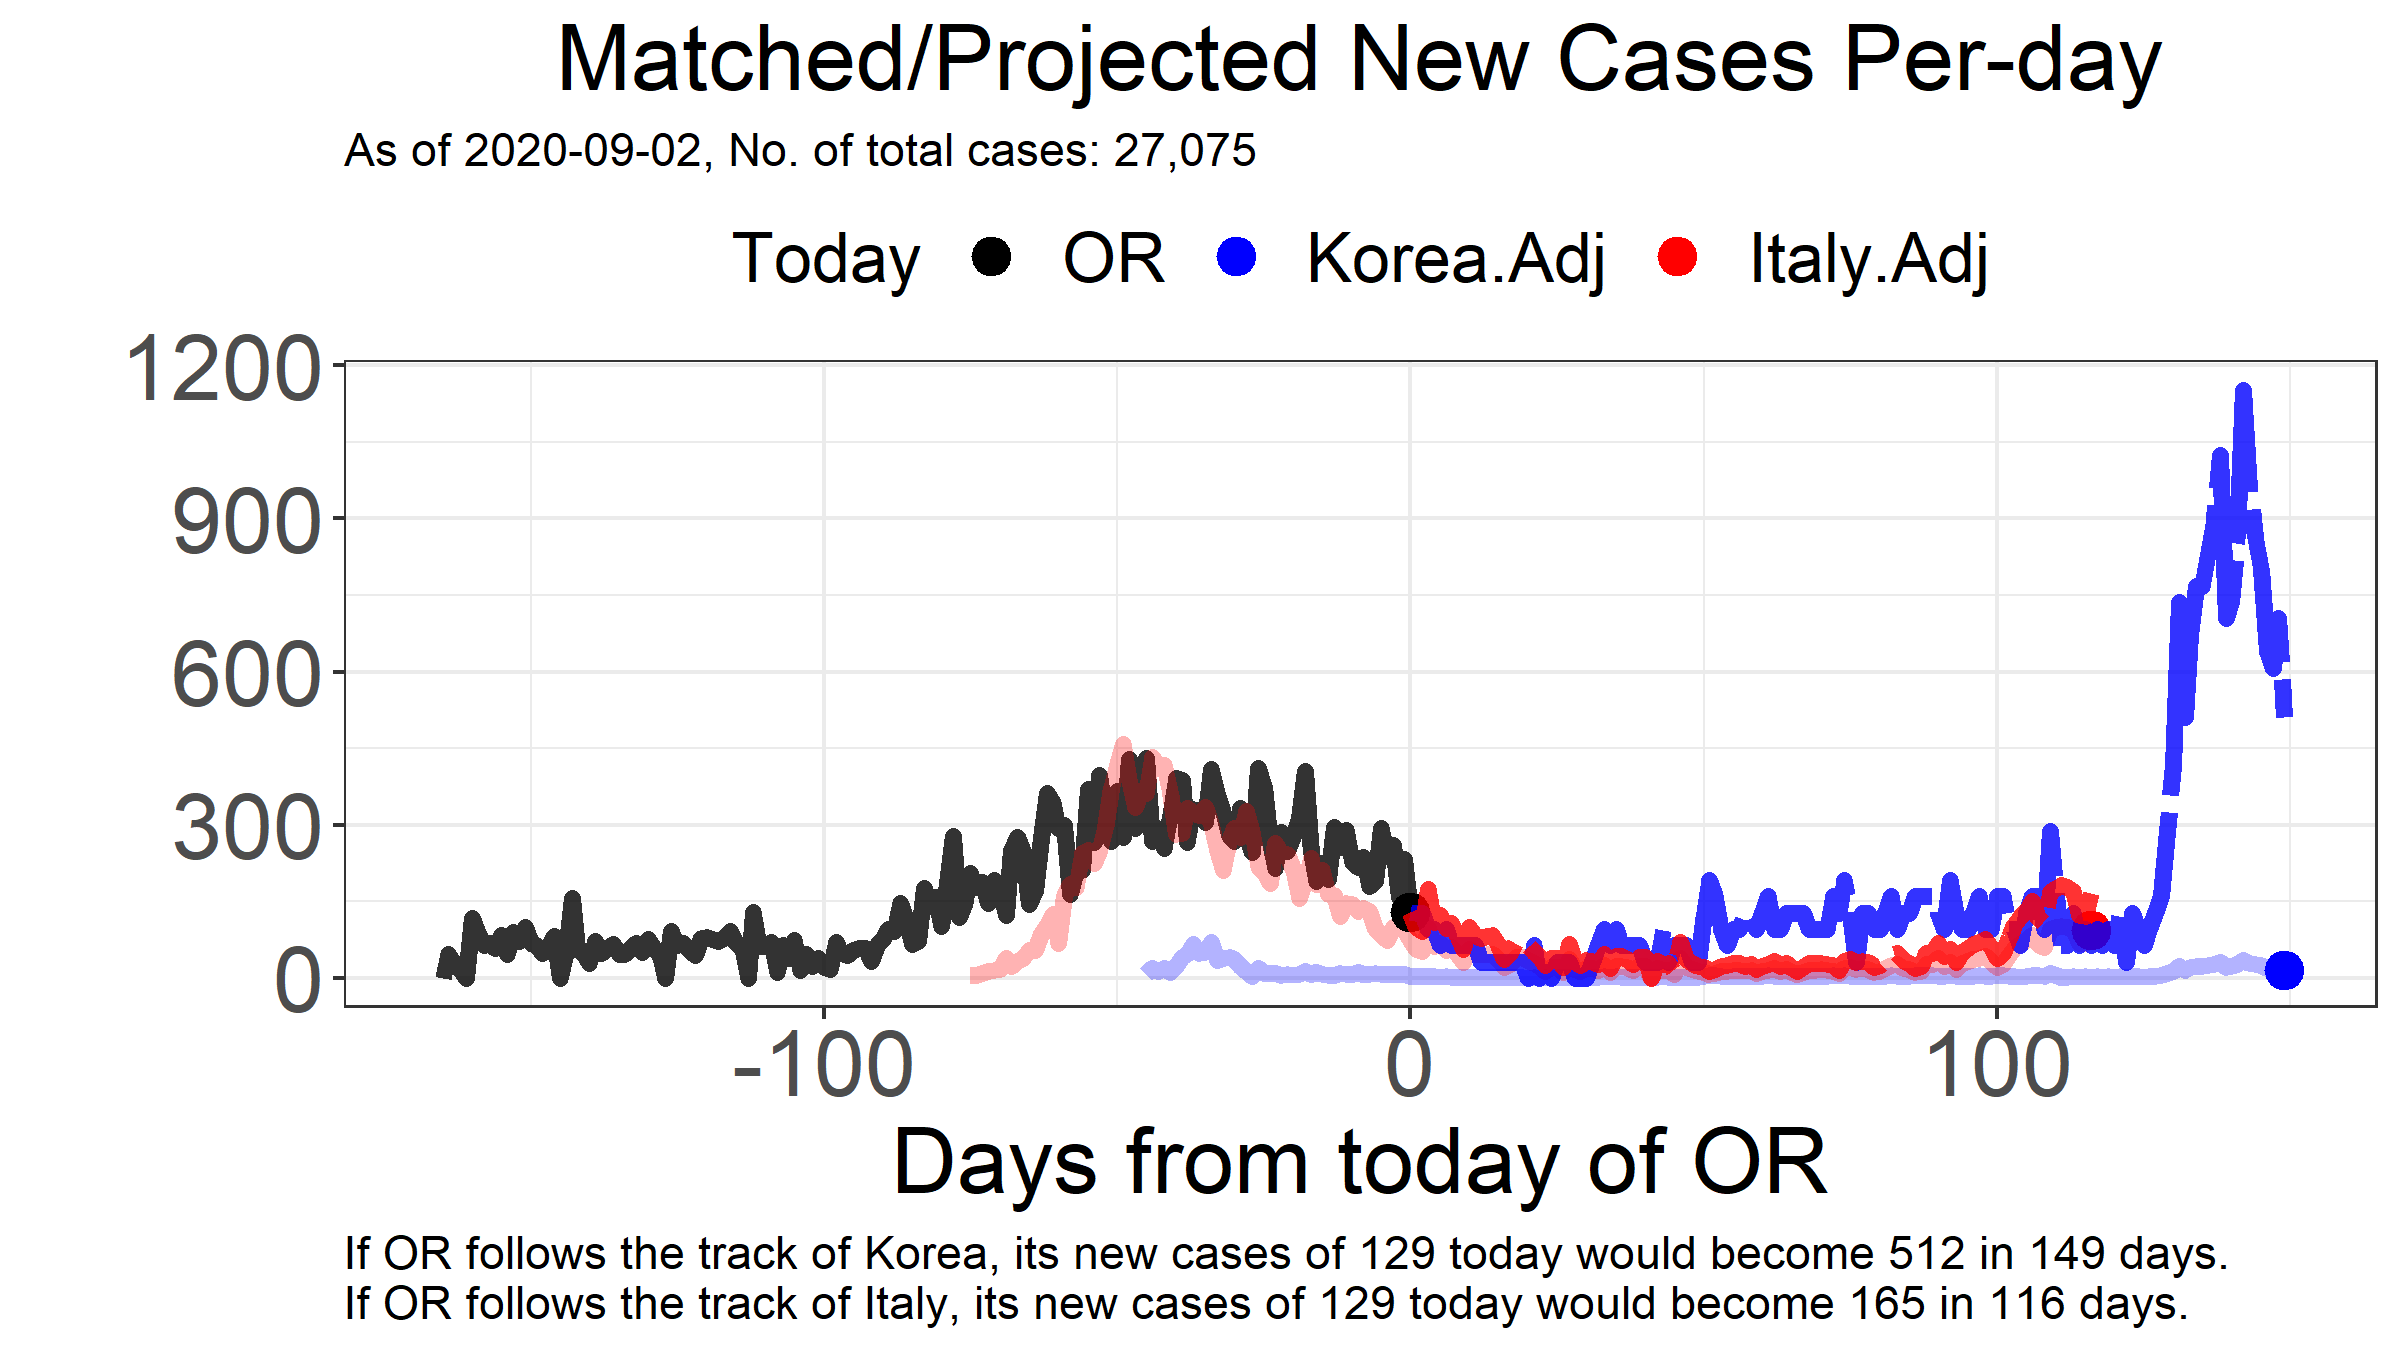 Matched/Projected New Cases Per-day
As of 2020-09-02, No. of total cases: 27,075
Today OR Korea.Adj Italy.Adj
1200
900
600
300
0
-100 0 100
Days from today of OR
If OR follows the track of Korea, its new cases of 129 today would become 512 in 149 days.
If OR follows the track of Italy, its new cases of 129 today would become 165 in 116 days.